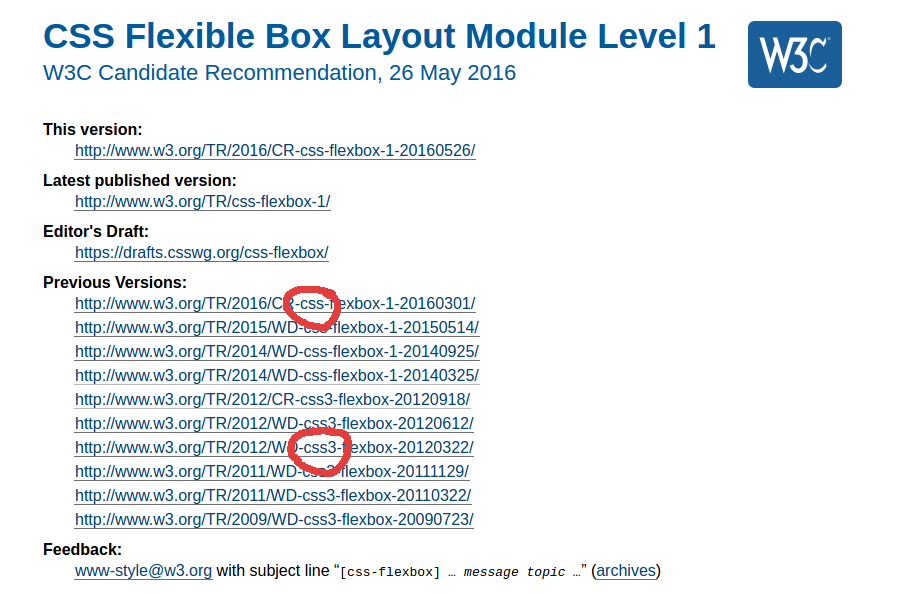 CSS Flexible Box Layout Module Level 1
W3C Candidate Recommendation, 26 May 2016
W3C
This version:
http://www.w3.org/TR/2016/CR-css-flexbox-1-20160526/
Latest published version:
http://www.w3.org/TR/css-flexbox-1/
Editor's Draft:
https://drafts.csswg.org/css-flexbox/
Previous Versions:
http://www.w3.org/TR/2016/CR-css-flexbox-1-20160301/
http://www.w3.org/TR/2015/WD-css-flexbox-1-20150514/
http://www.w3.org/TR/2014/WD-css-flexbox-1-20140925/
http://www.w3.org/TR/2014/WD-css-flexbox-1-20140325/
http://www.w3.org/TR/2012/CR-css3-flexbox-20120918/
http://www.w3.org/TR/2012/WD-css3-flexbox-20120612/
http://www.w3.org/TR/2012/WD-css3-flexbox-20120322/
http://www.w3.org/TR/2011/WD-css3-flexbox-20111129/
http://www.w3.org/TR/2011/WD-css3-flexbox-20110322/
http://www.w3.org/TR/2009/WD-css3-flexbox-20090723/
Feedback:
www-style@w3.org with subject line “[css-flexbox] … message topic …” (archives)